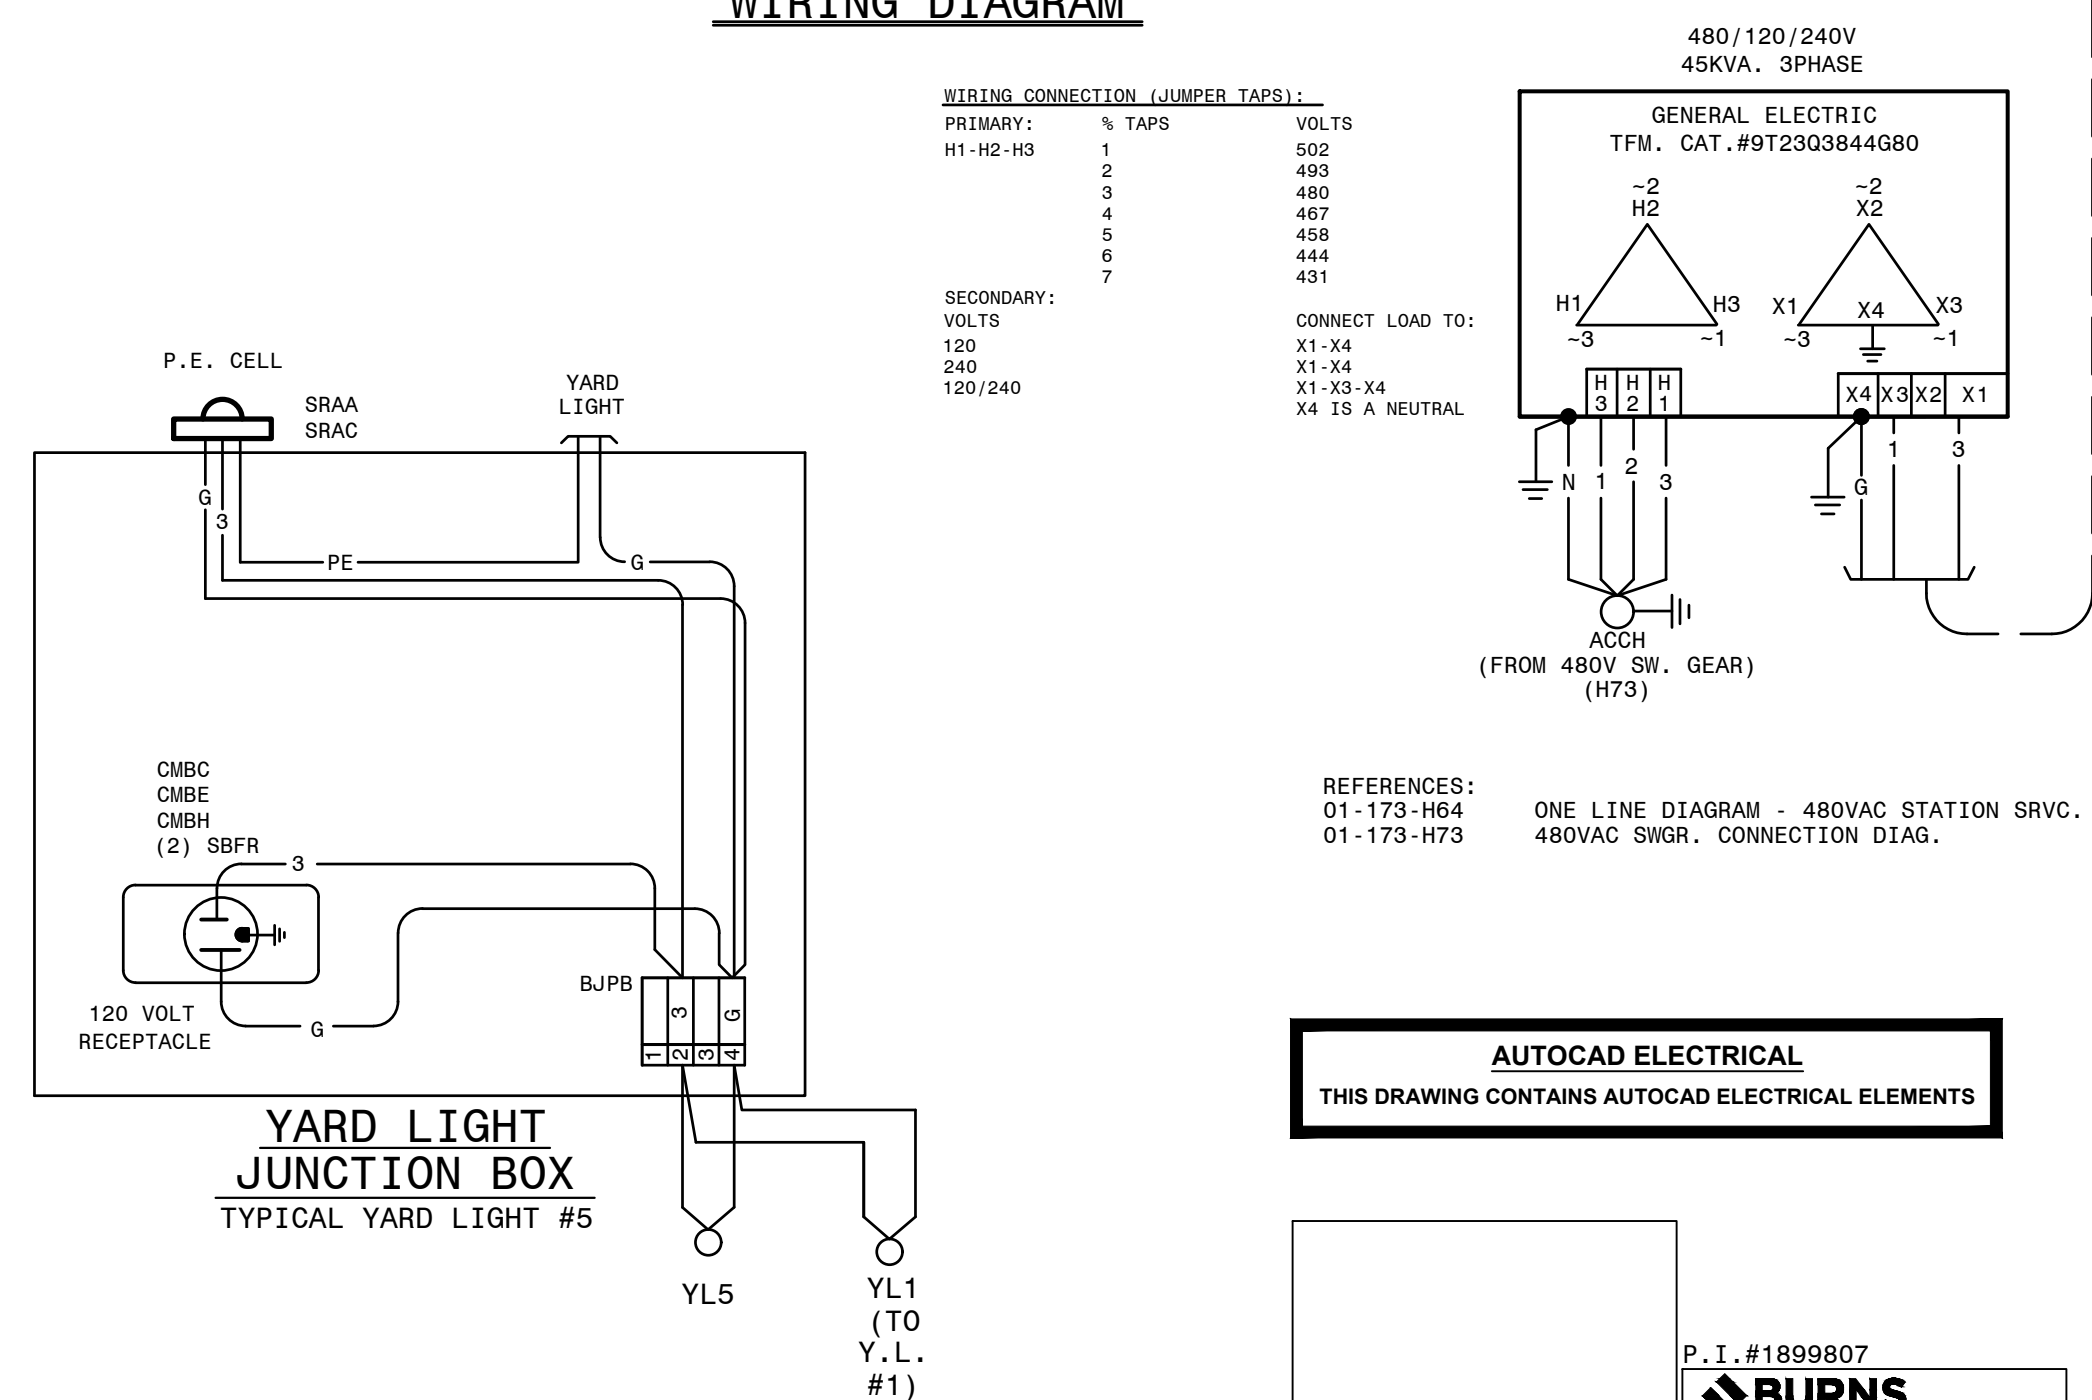 WIRING DIAGRAM
480/120/240V
45KVA. 3PHASE
WIRING CONNECTION (JUMPER TAPS):
PRIMARY: % TAPS VOLTS
H1-H2-H3 1 502
2 493
3 480
4 467
5 458
6 444
7 431
SECONDARY:
VOLTS CONNECT LOAD TO:
120 X1-X4
240 X1-X4
120/240 X1-X3-X4
X4 IS A NEUTRAL
GENERAL ELECTRIC
TFM. CAT.#9T23Q3844G80
~2 ~2
H2 X2
H1 H3 X1 X4 X3
~3 ~1 ~3 ~1
H3 H2 H1 X4 X3 X2 X1
N 1 2 3 G 1 3
ACCH
(FROM 480V SW. GEAR)
(H73)
P.E. CELL
SRAA
SRAC
YARD
LIGHT
G
3
PE G
CMBC
CMBE
CMBH
(2) SBFR
3
120 VOLT
RECEPTACLE
G
BJPB
3 G
1 2 3 4
YARD LIGHT
JUNCTION BOX
TYPICAL YARD LIGHT #5
YL5
YL1
(TO
Y.L.
#1)
REFERENCES:
01-173-H64 ONE LINE DIAGRAM - 480VAC STATION SRVC.
01-173-H73 480VAC SWGR. CONNECTION DIAG.
AUTOCAD ELECTRICAL
THIS DRAWING CONTAINS AUTOCAD ELECTRICAL ELEMENTS
P.I.#1899807
BURNS